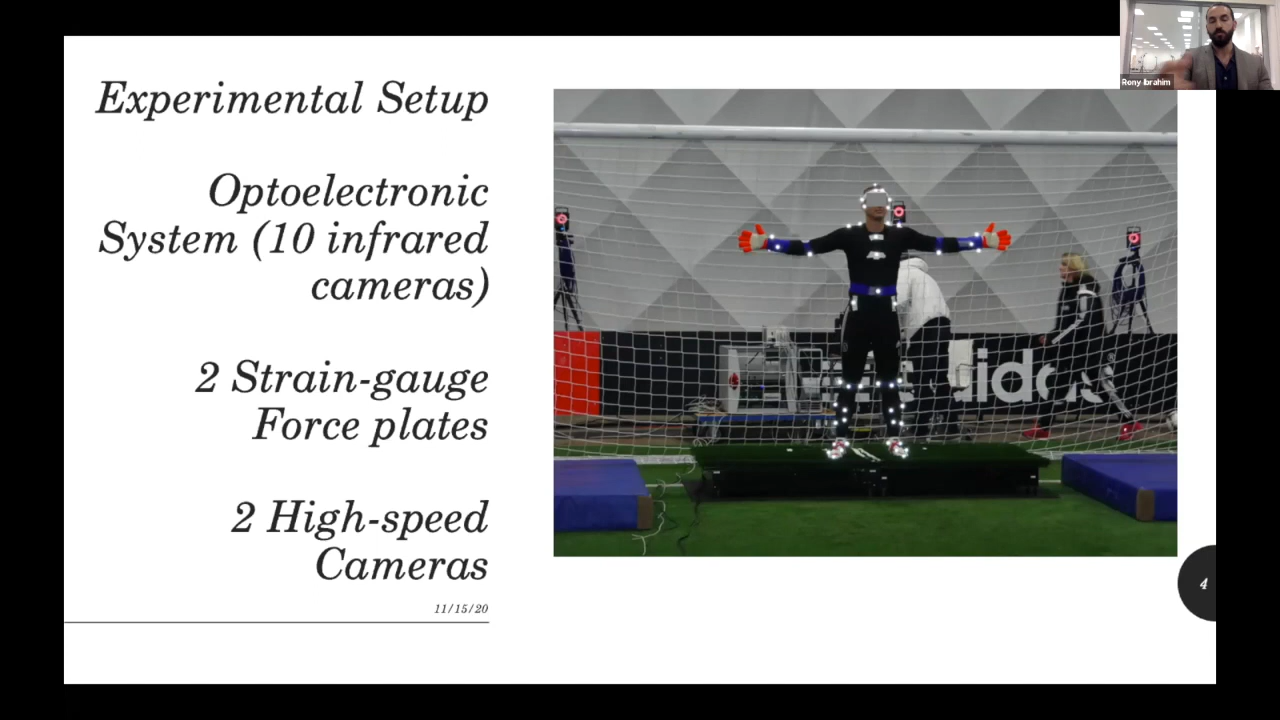 Rony Ibrahim
Experimental Setup
Optoelectronic
System (10 infrared
cameras)
2 Strain-gauge
Force plates
2 High-speed
Cameras
11/15/20
4